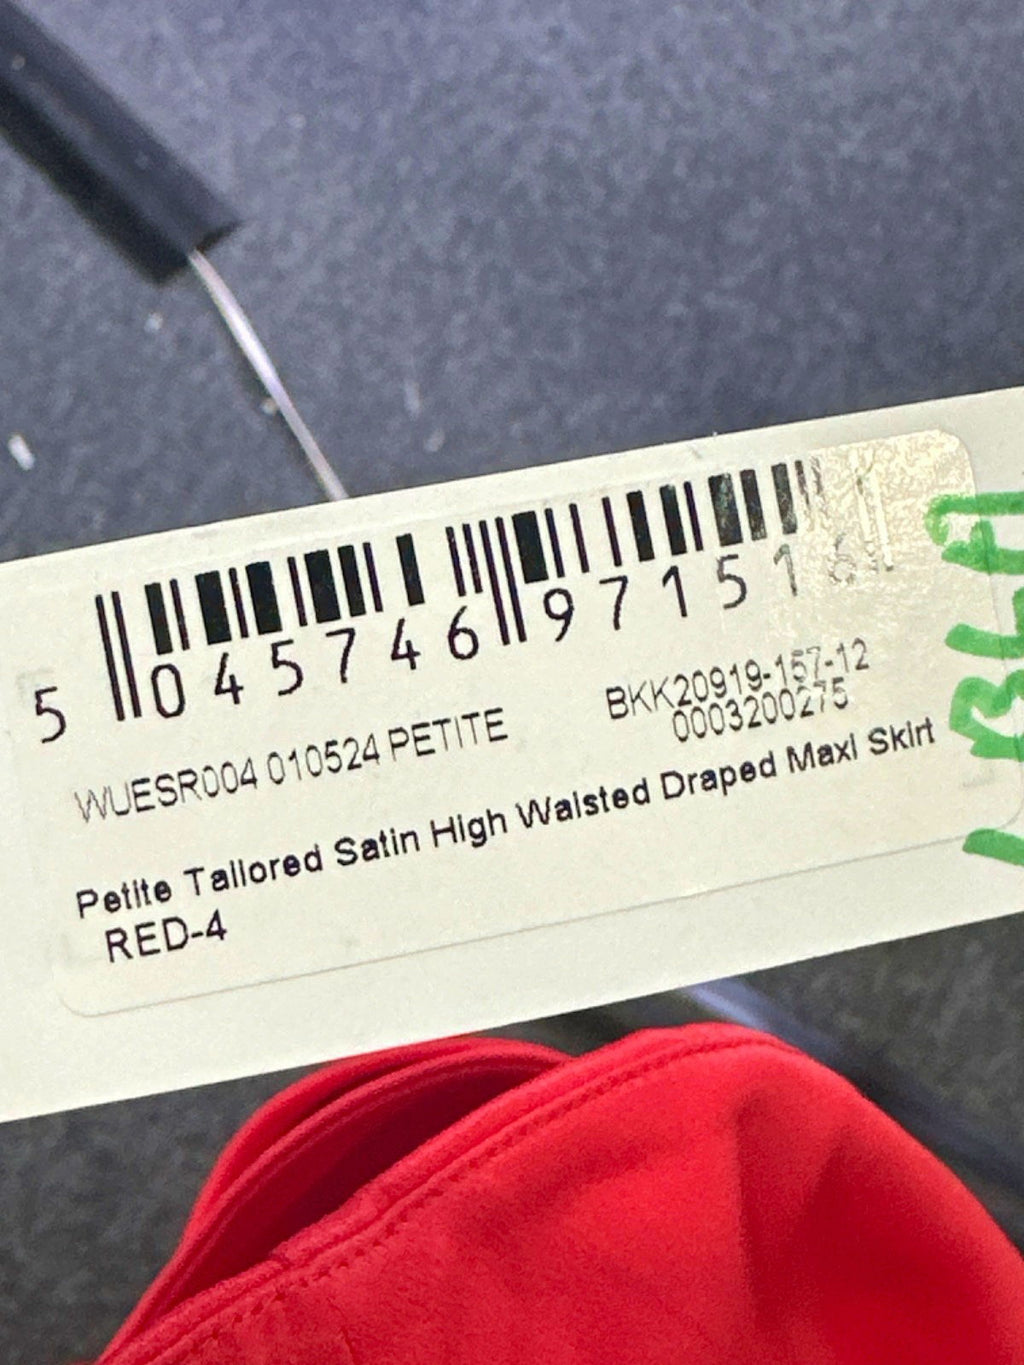 5 045746 971516
WUESR004 010524 PETITE BKK20919-157-12
0003200275
Petite Tailored Satin High Waisted Draped Maxi Skirt
RED-4